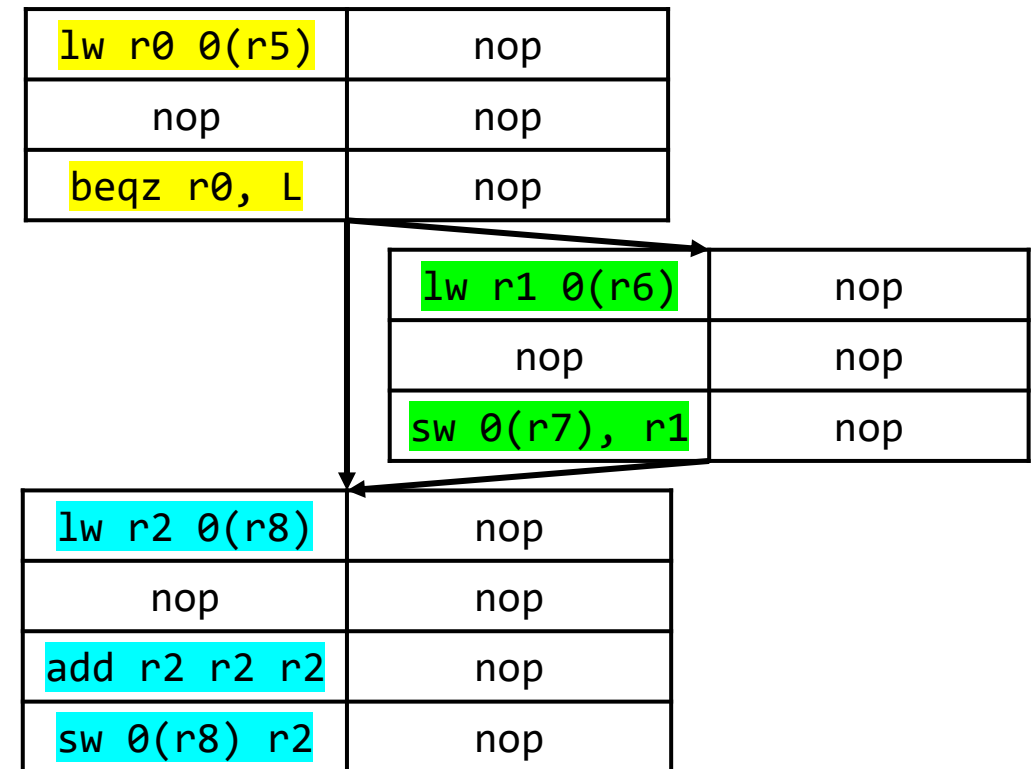 lw r0 0(r5) nop
nop nop
beqz r0, L nop
lw r1 0(r6) nop
nop nop
sw 0(r7), r1 nop
lw r2 0(r8) nop
nop nop
add r2 r2 r2 nop
sw 0(r8) r2 nop